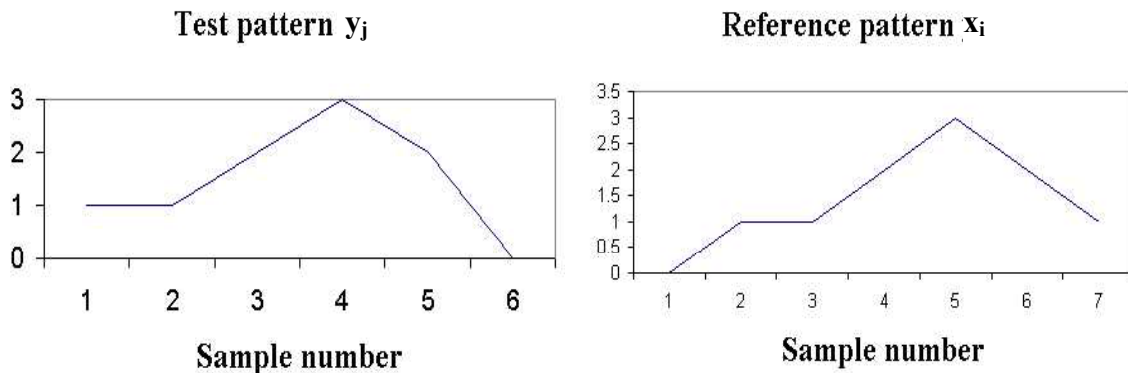 Test pattern yj
3
2
1
0
1 2 3 4 5 6
Sample number
Reference pattern xi
3.5
3
2.5
2
1.5
1
0.5
0
1 2 3 4 5 6 7
Sample number